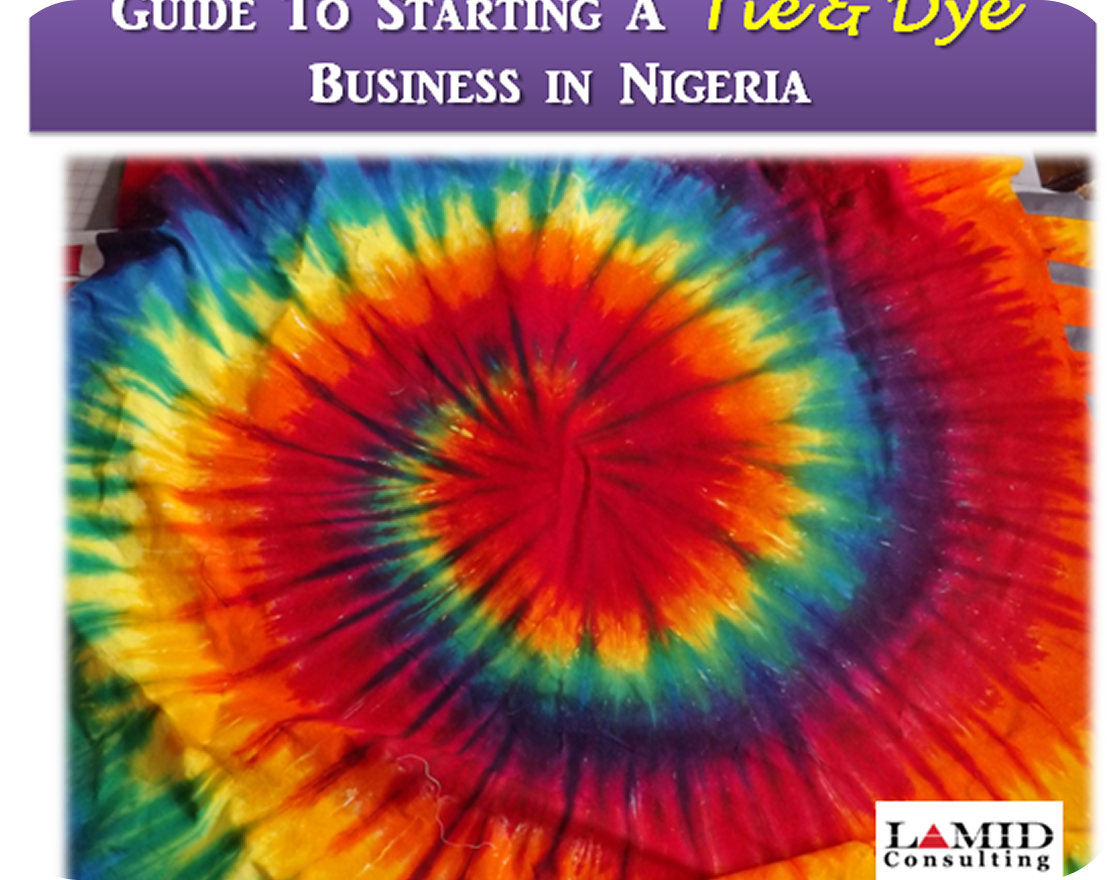 GUIDE TO STARTING A Tie & Dye
BUSINESS IN NIGERIA
LAMID
Consulting